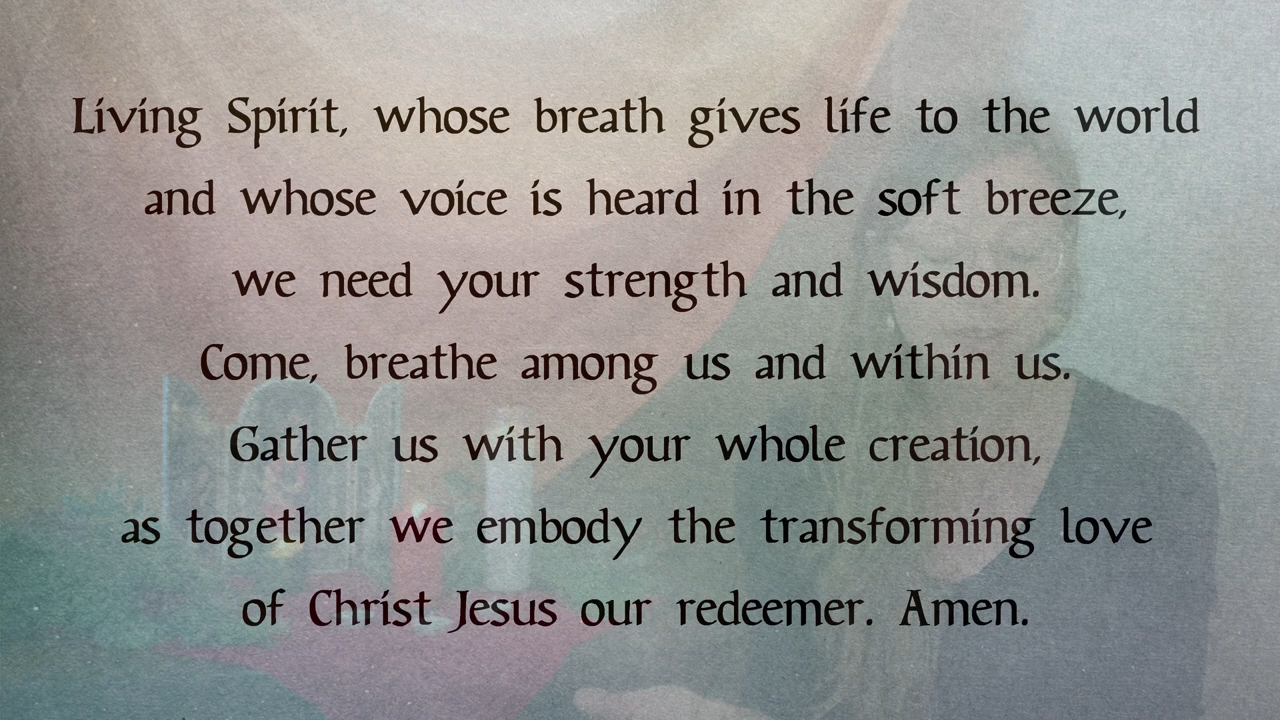 Living Spirit, whose breath gives life to the world
and whose voice is heard in the soft breeze,
we need your strength and wisdom.
Come, breathe among us and within us.
Gather us with your whole creation,
as together we embody the transforming love
of Christ Jesus our redeemer. Amen.